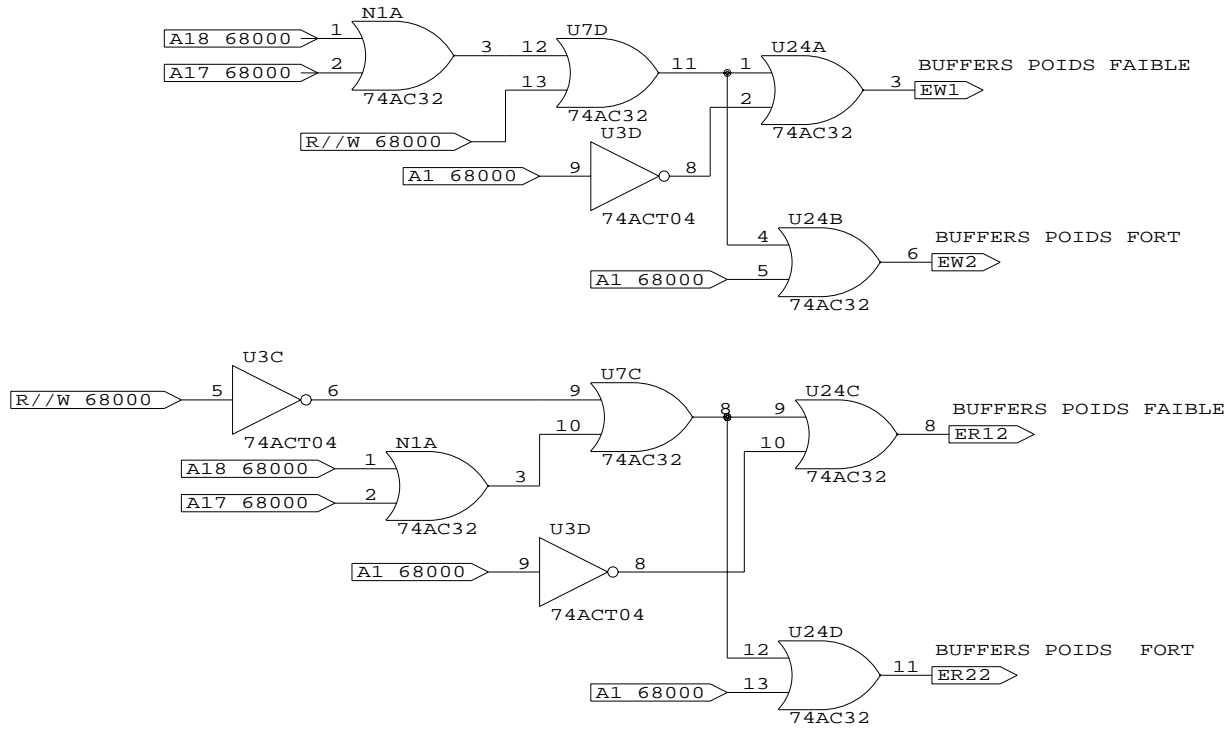 N1A
A18 68000
1
3
A17 68000
2
74AC32
U7D
12
13
11
74AC32
R//W 68000
U24A
1
2
3
74AC32
BUFFERS POIDS FAIBLE
EW1
U3D
A1 68000
9
8
74ACT04
U24B
4
5
6
A1 68000
74AC32
BUFFERS POIDS FORT
EW2
U3C
R//W 68000
5
6
74ACT04
N1A
A18 68000
1
3
A17 68000
2
74AC32
U7C
9
10
8
74AC32
U24C
9
10
8
74AC32
BUFFERS POIDS FAIBLE
ER12
U3D
A1 68000
9
8
74ACT04
U24D
12
13
11
A1 68000
74AC32
BUFFERS POIDS  FORT
ER22